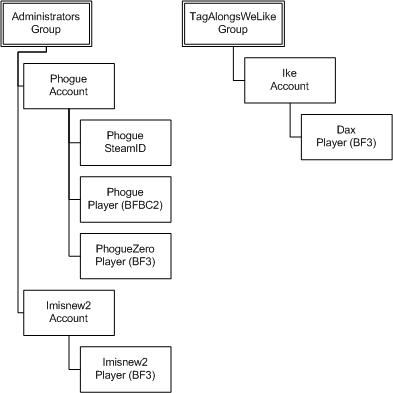 Administrators
Group
Phogue
Account
Phogue
SteamID
Phogue
Player (BFBC2)
PhogueZero
Player (BF3)
Imisnew2
Account
Imisnew2
Player (BF3)
TagAlongsWeLike
Group
Ike
Account
Dax
Player (BF3)